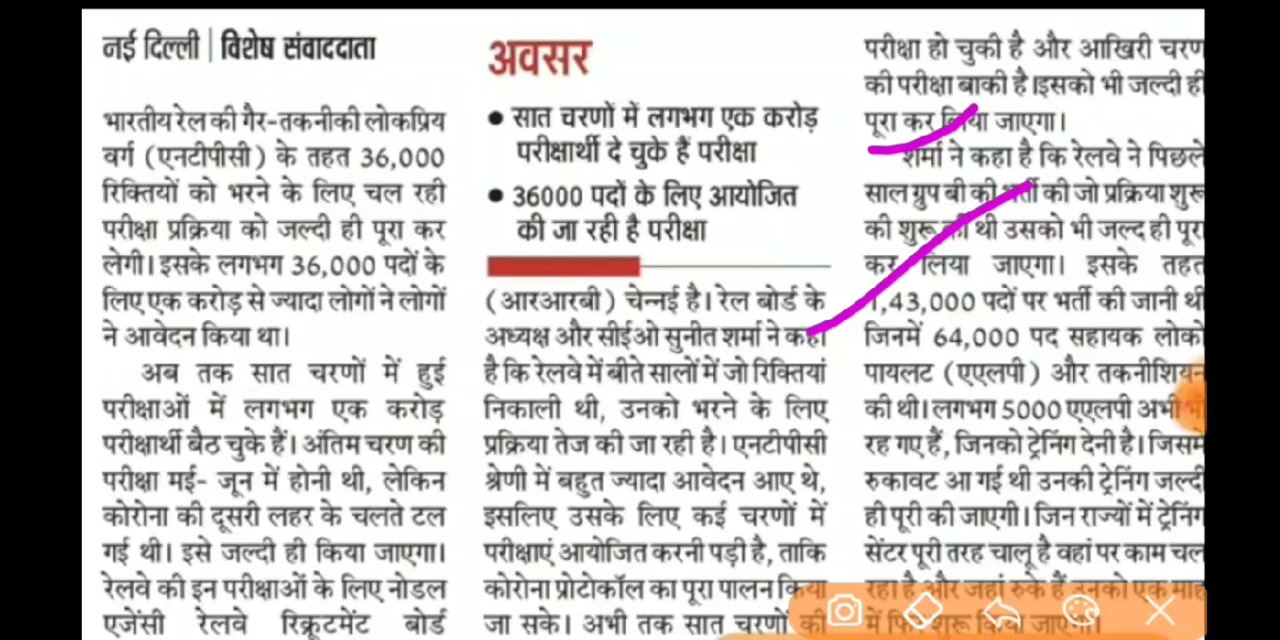 नई दिल्ली | विशेष संवाददाता
भारतीय रेल की गैर-तकनीकी लोकप्रिय
वर्ग (एनटीपीसी) के तहत 36,000
रिक्तियों को भरने के लिए चल रही
परीक्षा प्रक्रिया को जल्दी ही पूरा कर
लेगी। इसके लगभग 36,000 पदों के
लिए एक करोड़ से ज्यादा लोगों ने लोगों
ने आवेदन किया था।
अब तक सात चरणों में हुई
परीक्षाओं में लगभग एक करोड़
परीक्षार्थी बैठ चुके हैं। अंतिम चरण की
परीक्षा मई- जून में होनी थी, लेकिन
कोरोना की दूसरी लहर के चलते टल
गई थी। इसे जल्दी ही किया जाएगा।
रेलवे की इन परीक्षाओं के लिए नोडल
एजेंसी रेलवे रिक्रूटमेंट बोर्ड
अवसर
● सात चरणों में लगभग एक करोड़
परीक्षार्थी दे चुके हैं परीक्षा
● 36000 पदों के लिए आयोजित
की जा रही है परीक्षा
(आरआरबी) चेन्नई है। रेल बोर्ड के
अध्यक्ष और सीईओ सुनीत शर्मा ने कहा
है कि रेलवे में बीते सालों में जो रिक्तियां
निकाली थी, उनको भरने के लिए
प्रक्रिया तेज की जा रही है। एनटीपीसी
श्रेणी में बहुत ज्यादा आवेदन आए थे,
इसलिए उसके लिए कई चरणों में
परीक्षाएं आयोजित करनी पड़ी है, ताकि
कोरोना प्रोटोकॉल का पूरा पालन किया
जा सके। अभी तक सात चरणों की
परीक्षा हो चुकी है और आखिरी चरण
की परीक्षा बाकी है।इसको भी जल्दी ही
पूरा कर लिया जाएगा।
शर्मा ने कहा है कि रेलवे ने पिछले
साल ग्रुप बी की भर्ती की जो प्रक्रिया शुरू
की शुरू की थी उसको भी जल्द ही पूरा
कर लिया जाएगा। इसके तहत
1,43,000 पदों पर भर्ती की जानी थी
जिनमें 64,000 पद सहायक लोको
पायलट (एएलपी) और तकनीशियन
की थी। लगभग 5000 एएलपी अभी भी
रह गए हैं, जिनको ट्रेनिंग देनी है। जिसमें
रुकावट आ गई थी उनकी ट्रेनिंग जल्दी
ही पूरी की जाएगी। जिन राज्यों में ट्रेनिंग
सेंटर पूरी तरह चालू है वहां पर काम चल
रहा है और जहां रुके हैं उनको एक माह
में फिर शुरू किया जाएगा।